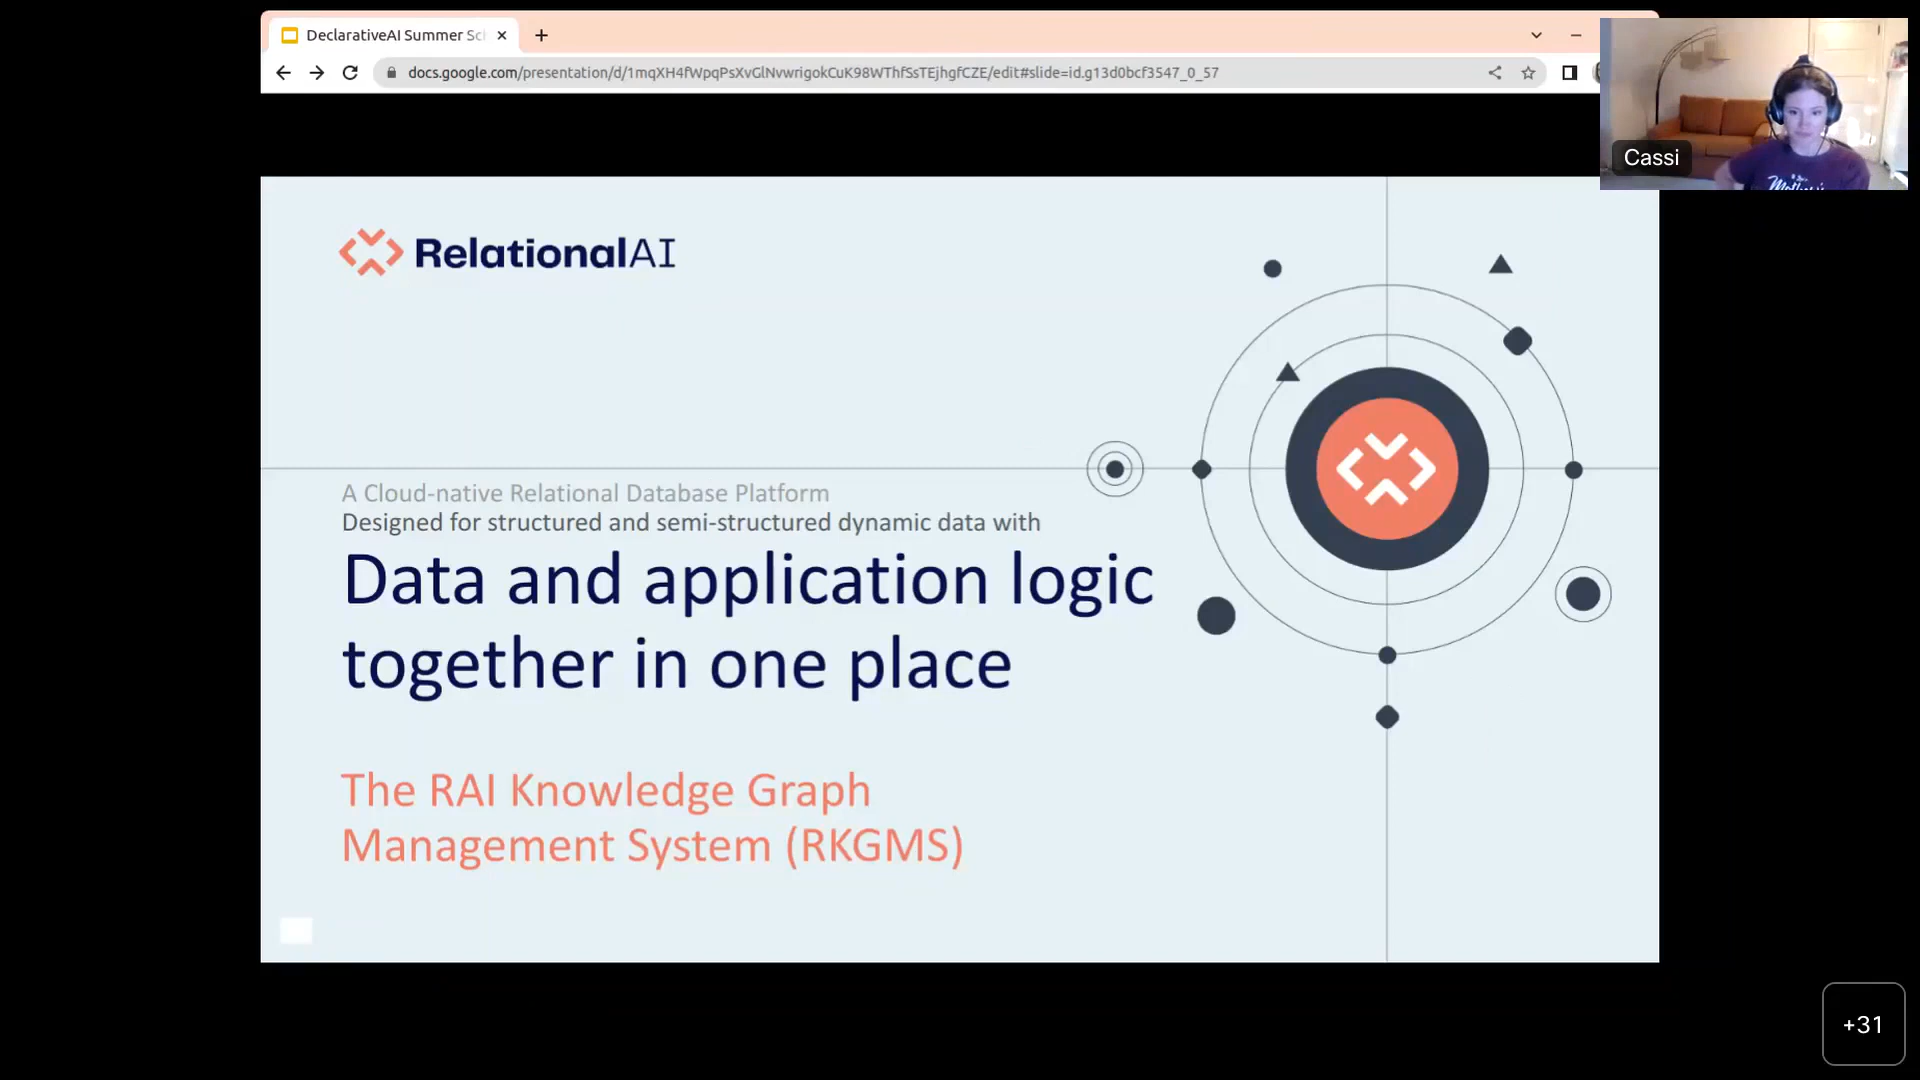 DeclarativeAI Summer Sc
docs.google.com/presentation/d/1mqXH4fWpqPsXvGlNvwrigokCuK98WThfSsTEjhgfCZE/edit#slide=id.g13d0bcf3547_0_57
Cassi
RelationalAI
A Cloud-native Relational Database Platform
Designed for structured and semi-structured dynamic data with
Data and application logic
together in one place
The RAI Knowledge Graph
Management System (RKGMS)
+31